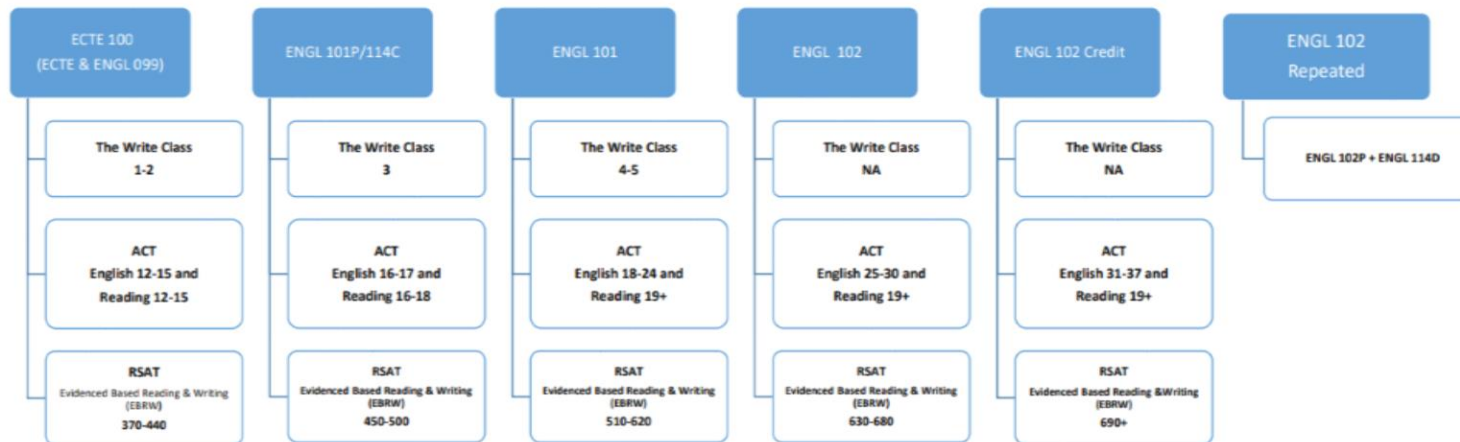 ECTE 100
(ECTE & ENGL 099)
The Write Class
1-2
ACT
English 12-15 and
Reading 12-15
RSAT
Evidenced Based Reading & Writing
(EBRW)
370-440
ENGL 101P/114C
The Write Class
3
ACT
English 16-17 and
Reading 16-18
RSAT
Evidenced Based Reading & Writing
(EBRW)
450-500
ENGL 101
The Write Class
4-5
ACT
English 18-24 and
Reading 19+
RSAT
Evidenced Based Reading & Writing
(EBRW)
510-620
ENGL 102
The Write Class
NA
ACT
English 25-30 and
Reading 19+
RSAT
Evidenced Based Reading & Writing
(EBRW)
630-680
ENGL 102 Credit
The Write Class
NA
ACT
English 31-37 and
Reading 19+
RSAT
Evidenced Based Reading &Writing
(EBRW)
690+
ENGL 102
Repeated
ENGL 102P + ENGL 114D